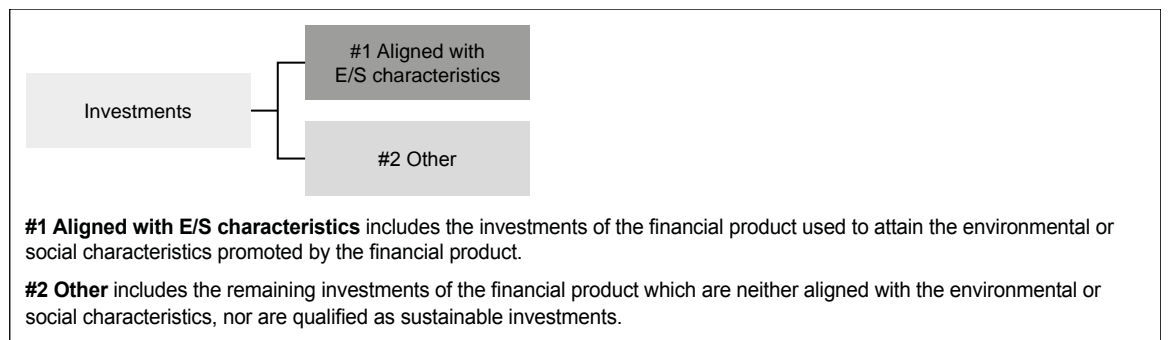 #1 Aligned with
E/S characteristics
Investments
#2 Other
#1 Aligned with E/S characteristics includes the investments of the financial product used to attain the environmental or
social characteristics promoted by the financial product.
#2 Other includes the remaining investments of the financial product which are neither aligned with the environmental or
social characteristics, nor are qualified as sustainable investments.